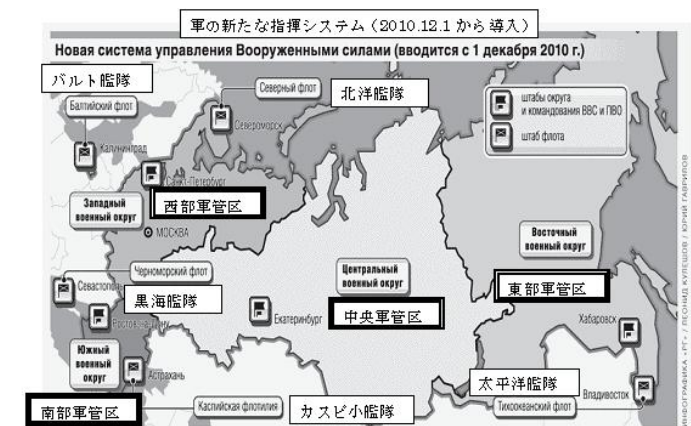 軍の新たな指揮システム（2010.12.1から導入）
Новая система управления Вооруженными силами (вводится с 1 декабря 2010 г.)
バルト艦隊
Балтийский флот
Калининград
Северный флот
北洋艦隊
Североморск
штабы округа
и командования ВВС и ПВО
штаб флота
Санкт-Петербург
Западный
военный округ
西部軍管区
МОСКВА
Восточный
военный округ
東部軍管区
Черноморский флот
Севастополь
黒海艦隊
Ростов-на-Дону
Центральный
военный округ
中央軍管区
Екатеринбург
Хабаровск
Южный
военный
округ
Астрахань
南部軍管区
Каспийская флотилия
カスピ小艦隊
太平洋艦隊
Тихоокеанский флот
Владивосток
ИНФОГРАФИКА «РГ» / ЛЕОНИД КУЛЕШОВ / ЮРИЙ ГАВРИЛОВ